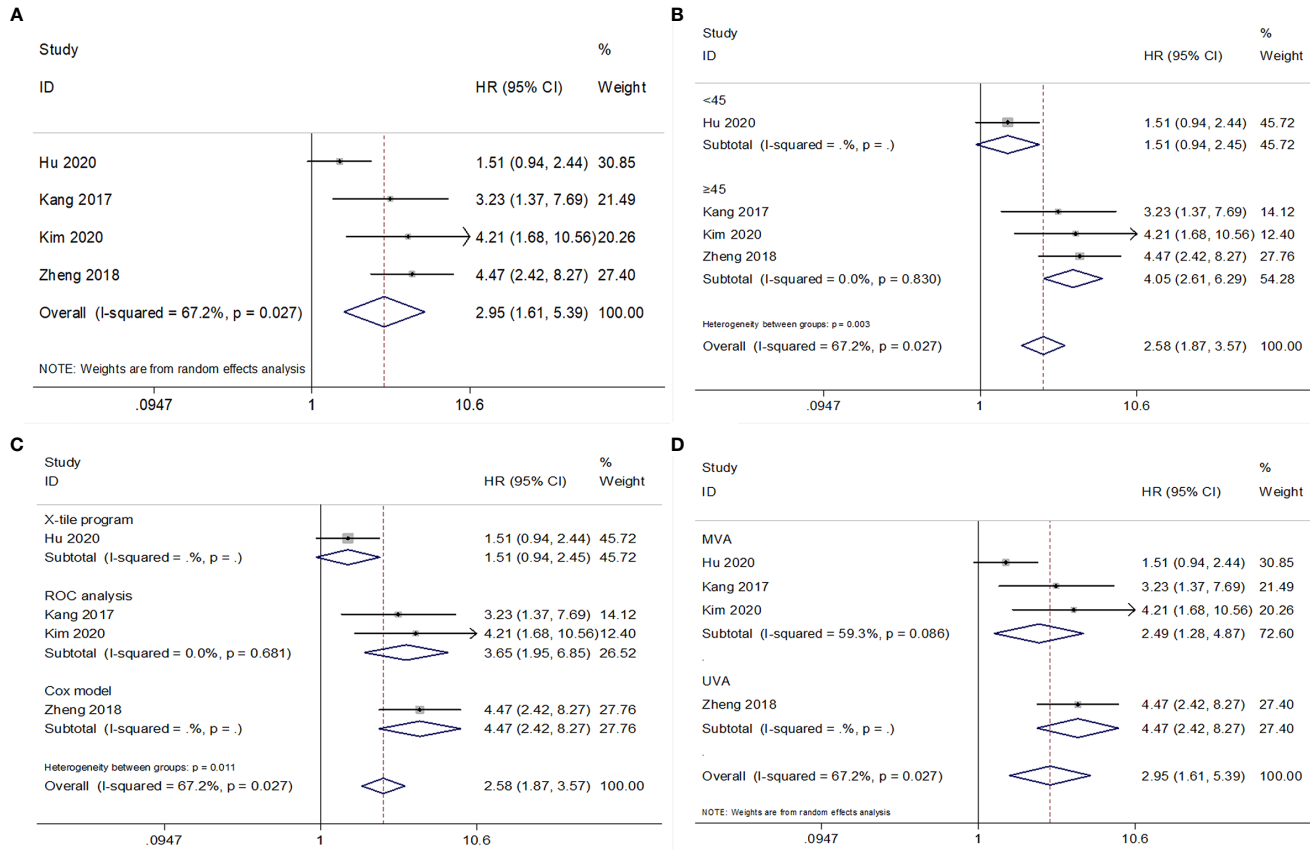 A
Study %
ID HR (95% CI) Weight
Hu 2020 1.51 (0.94, 2.44) 30.85
Kang 2017 3.23 (1.37, 7.69) 21.49
Kim 2020 4.21 (1.68, 10.56) 20.26
Zheng 2018 4.47 (2.42, 8.27) 27.40
Overall (I-squared = 67.2%, p = 0.027) 2.95 (1.61, 5.39) 100.00
NOTE: Weights are from random effects analysis
.0947 1 10.6
B
Study %
ID HR (95% CI) Weight
<45
Hu 2020 1.51 (0.94, 2.44) 45.72
Subtotal (I-squared = .%, p = .) 1.51 (0.94, 2.45) 45.72
≥45
Kang 2017 3.23 (1.37, 7.69) 14.12
Kim 2020 4.21 (1.68, 10.56) 12.40
Zheng 2018 4.47 (2.42, 8.27) 27.76
Subtotal (I-squared = 0.0%, p = 0.830) 4.05 (2.61, 6.29) 54.28
Heterogeneity between groups: p = 0.003
Overall (I-squared = 67.2%, p = 0.027) 2.58 (1.87, 3.57) 100.00
.0947 1 10.6
C
Study %
ID HR (95% CI) Weight
X-tile program
Hu 2020 1.51 (0.94, 2.44) 45.72
Subtotal (I-squared = .%, p = .) 1.51 (0.94, 2.45) 45.72
ROC analysis
Kang 2017 3.23 (1.37, 7.69) 14.12
Kim 2020 4.21 (1.68, 10.56) 12.40
Subtotal (I-squared = 0.0%, p = 0.681) 3.65 (1.95, 6.85) 26.52
Cox model
Zheng 2018 4.47 (2.42, 8.27) 27.76
Subtotal (I-squared = .%, p = .) 4.47 (2.42, 8.27) 27.76
Heterogeneity between groups: p = 0.011
Overall (I-squared = 67.2%, p = 0.027) 2.58 (1.87, 3.57) 100.00
.0947 1 10.6
D
Study %
ID HR (95% CI) Weight
MVA
Hu 2020 1.51 (0.94, 2.44) 30.85
Kang 2017 3.23 (1.37, 7.69) 21.49
Kim 2020 4.21 (1.68, 10.56) 20.26
Subtotal (I-squared = 59.3%, p = 0.086) 2.49 (1.28, 4.87) 72.60
.
UVA
Zheng 2018 4.47 (2.42, 8.27) 27.40
Subtotal (I-squared = .%, p = .) 4.47 (2.42, 8.27) 27.40
.
Overall (I-squared = 67.2%, p = 0.027) 2.95 (1.61, 5.39) 100.00
NOTE: Weights are from random effects analysis
.0947 1 10.6